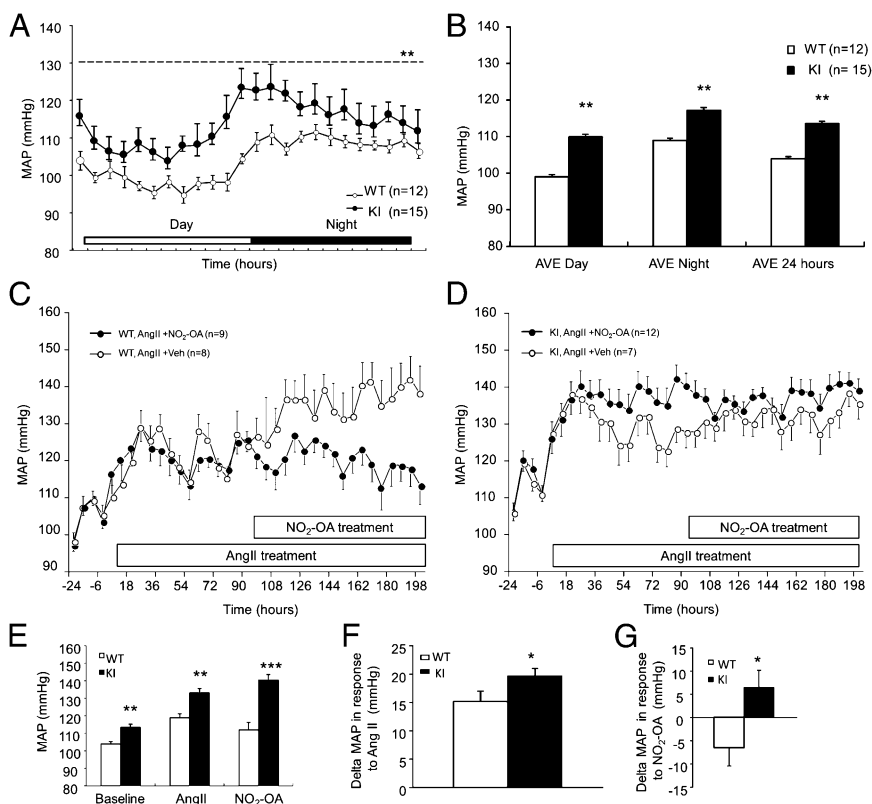 A
130
120
110
100
90
80
MAP (mmHg)
**
WT (n=12)
KI (n=15)
Day
Night
Time (hours)
B
120
110
100
90
80
MAP (mmHg)
WT (n=12)
KI (n= 15)
** ** **
AVE Day AVE Night AVE 24 hours
C
160
150
140
130
120
110
100
90
MAP (mmHg)
WT, AngII +NO2-OA (n=9)
WT, AngII +Veh (n=8)
NO2-OA treatment
AngII treatment
-24 -6 18 36 54 72 90 108 126 144 162 180 198
Time (hours)
D
160
150
140
130
120
110
100
90
MAP (mmHg)
KI, AngII +NO2-OA (n=12)
KI, AngII +Veh (n=7)
NO2-OA treatment
AngII treatment
-24 -6 18 36 54 72 90 108 126 144 162 180 198
Time (hours)
E
160
150
140
130
120
110
100
90
80
MAP (mmHg)
WT
KI
** ** ***
Baseline AngII NO2-OA
F
25
20
15
10
5
0
Delta MAP in response
to Ang II (mmHg)
WT
KI
*
G
15
10
5
0
-5
-10
-15
Delta MAP in response
to NO2-OA (mmHg)
WT
KI
*